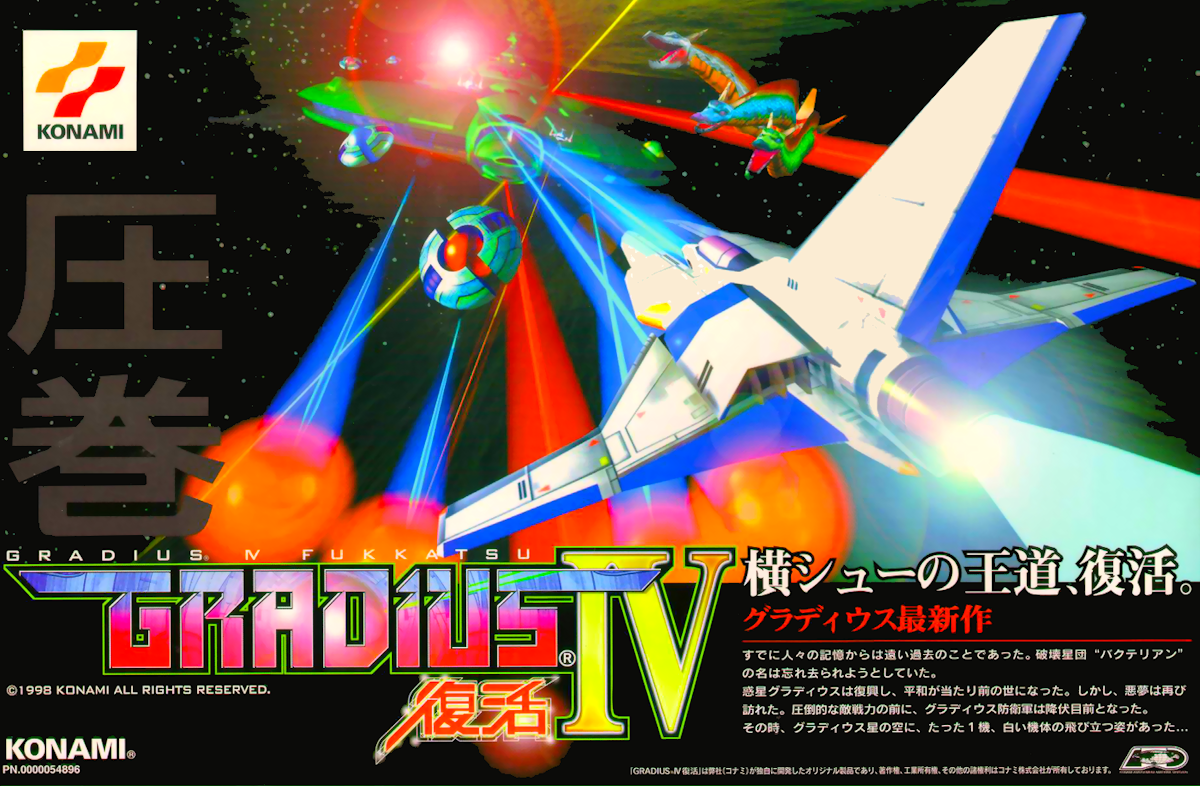 KONAMI
圧巻
GRADIUS IV FUKKATSU
GRADIUS®IV
復活
©1998 KONAMI ALL RIGHTS RESERVED.
KONAMI®
PN.0000054896
横シューの王道、復活。
グラディウス最新作
すでに人々の記憶からは遠い過去のことであった。破壊星団“バクテリアン”
の名は忘れ去られようとしていた。
惑星グラディウスは復興し、平和が当たり前の世になった。しかし、悪夢は再び
訪れた。圧倒的な敵戦力の前に、グラディウス防衛軍は降伏目前となった。
その時、グラディウス星の空に、たった1機、白い機体の飛び立つ姿があった…
「GRADIUS®IV復活」は弊社(コナミ)が独自に開発したオリジナル製品であり、著作権、工業所有権、その他の諸権利はコナミ株式会社が所有しております。